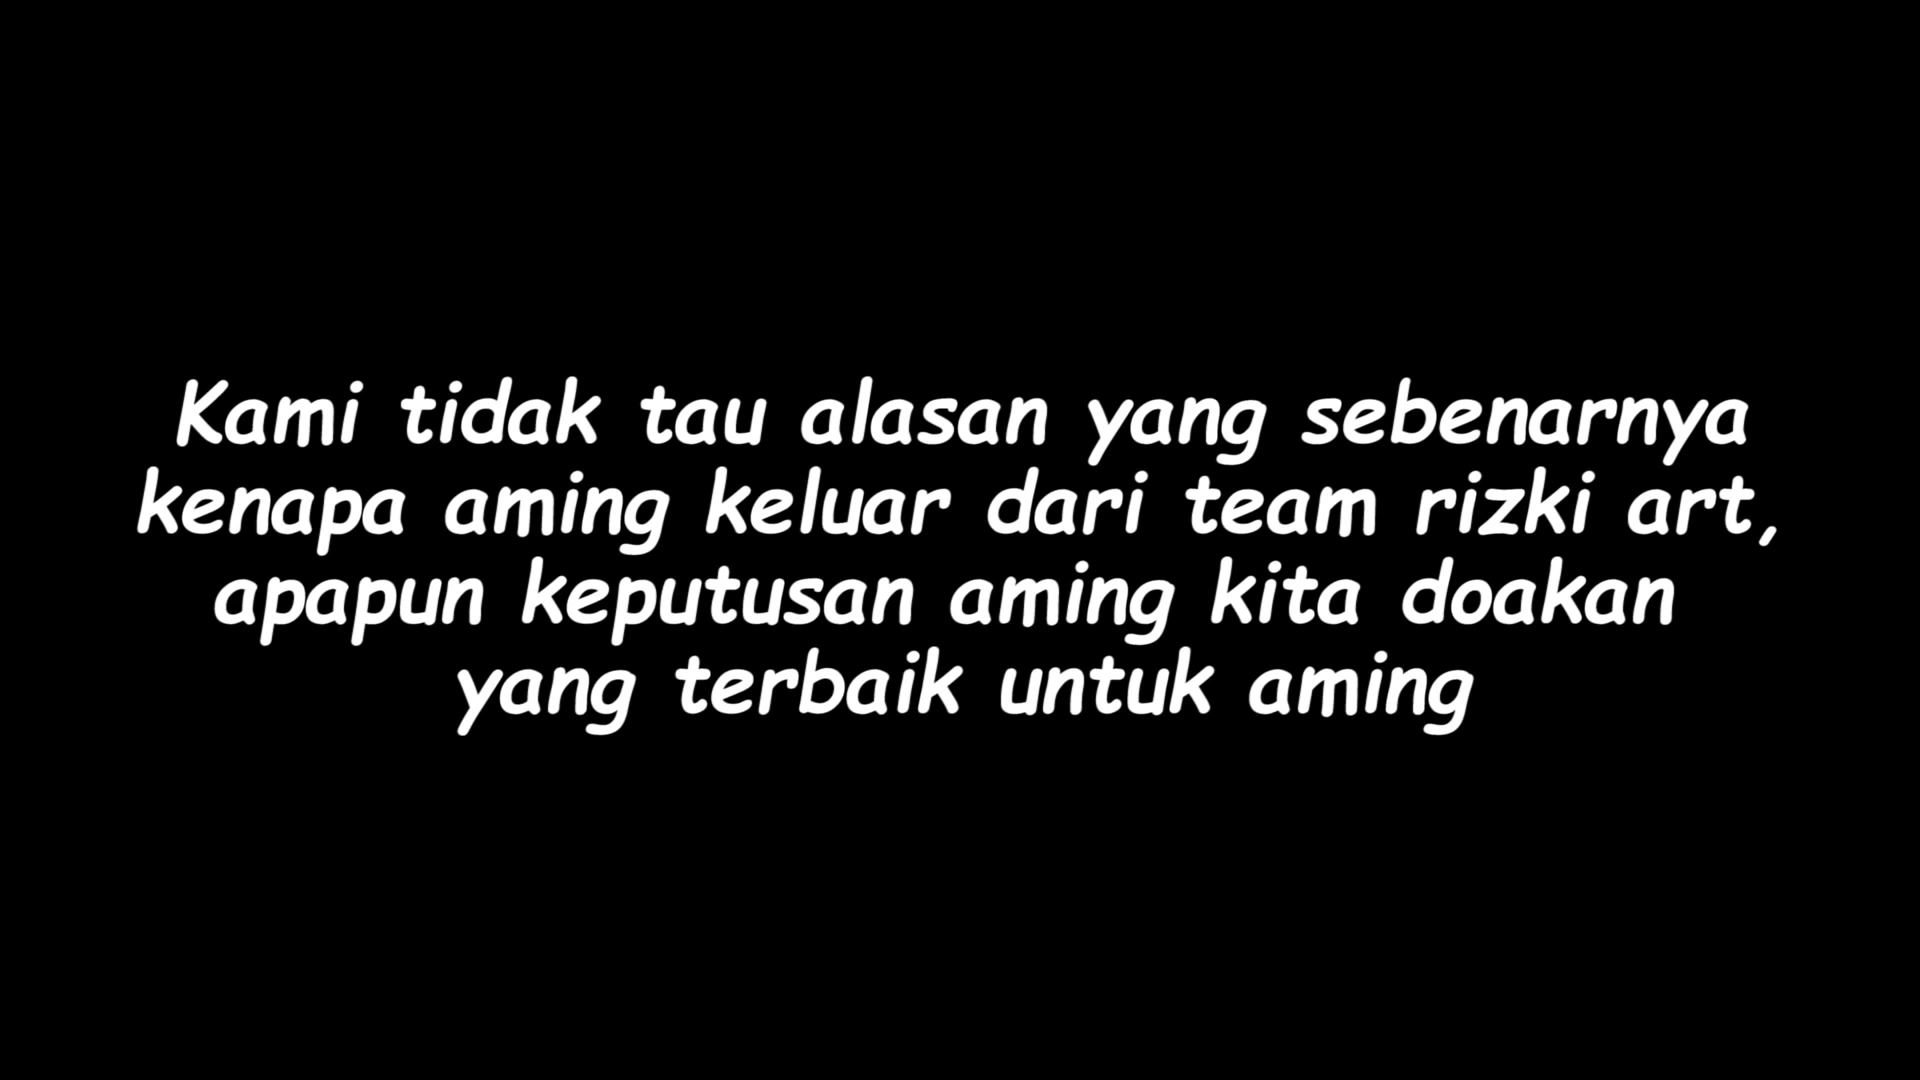 Kami tidak tau alasan yang sebenarnya
kenapa aming keluar dari team rizki art,
apapun keputusan aming kita doakan
yang terbaik untuk aming